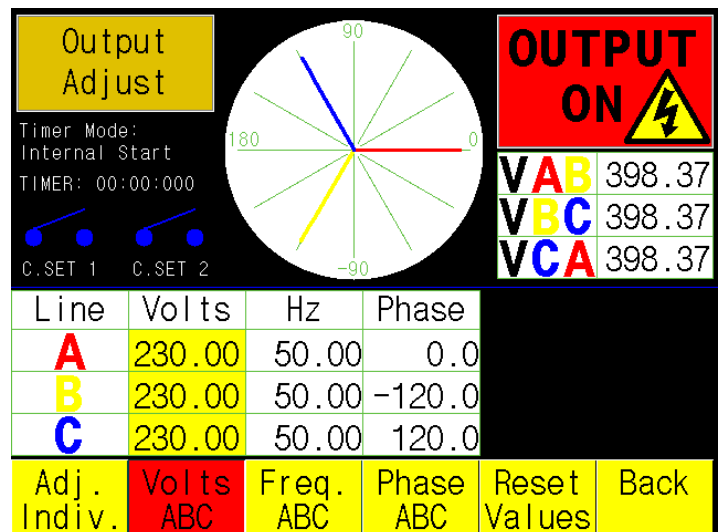 Output
Adjust
Timer Mode:
Internal Start
TIMER: 00:00:000
C.SET 1 C.SET 2
90
180
0
-90
OUTPUT
ON
VAB 398.37
VBC 398.37
VCA 398.37
Line Volts Hz Phase
A 230.00 50.00 0.0
B 230.00 50.00 -120.0
C 230.00 50.00 120.0
Adj. Indiv.
Volts ABC
Freq. ABC
Phase ABC
Reset Values
Back